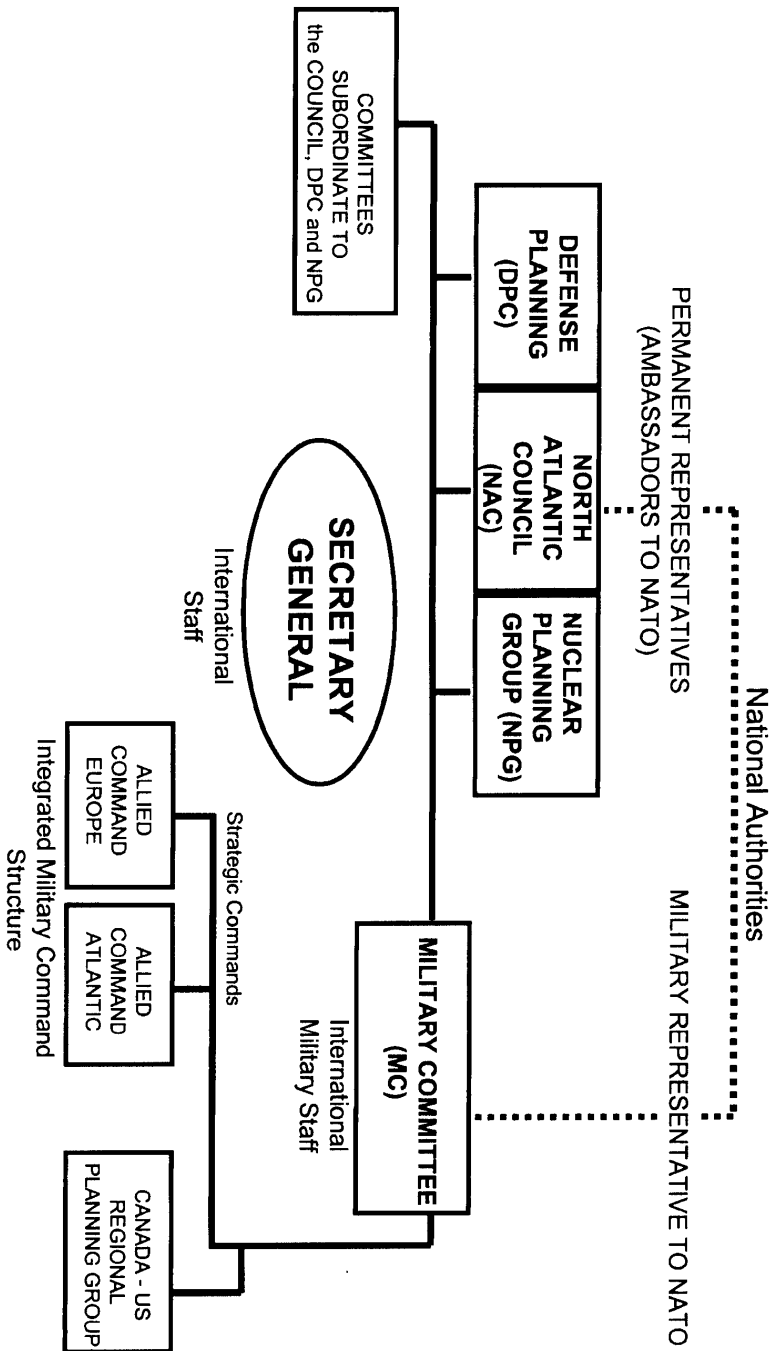 National Authorities
PERMANENT REPRESENTATIVES
(AMBASSADORS TO NATO)
MILITARY REPRESENTATIVE TO NATO
DEFENSE
PLANNING
(DPC)
NORTH
ATLANTIC
COUNCIL
(NAC)
NUCLEAR
PLANNING
GROUP (NPG)
MILITARY COMMITTEE
(MC)
International
Military Staff
COMMITTEES
SUBORDINATE TO
the COUNCIL, DPC and NPG
SECRETARY
GENERAL
International
Staff
Strategic Commands
ALLIED
COMMAND
EUROPE
ALLIED
COMMAND
ATLANTIC
CANADA - US
REGIONAL
PLANNING GROUP
Integrated Military Command
Structure